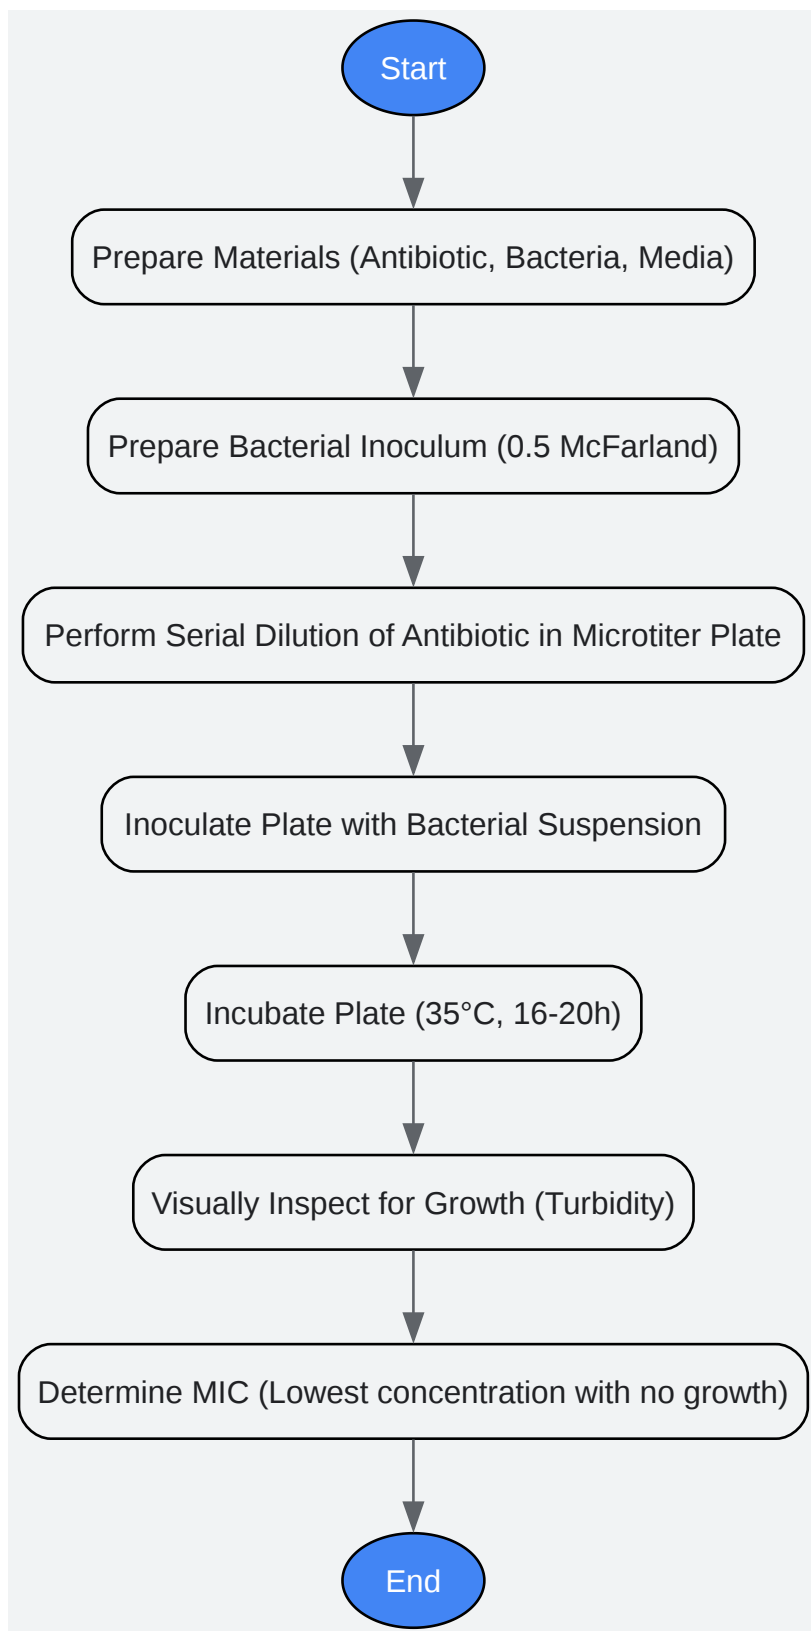 Start
Prepare Materials (Antibiotic, Bacteria, Media)
Prepare Bacterial Inoculum (0.5 McFarland)
Perform Serial Dilution of Antibiotic in Microtiter Plate
Inoculate Plate with Bacterial Suspension
Incubate Plate (35°C, 16-20h)
Visually Inspect for Growth (Turbidity)
Determine MIC (Lowest concentration with no growth)
End